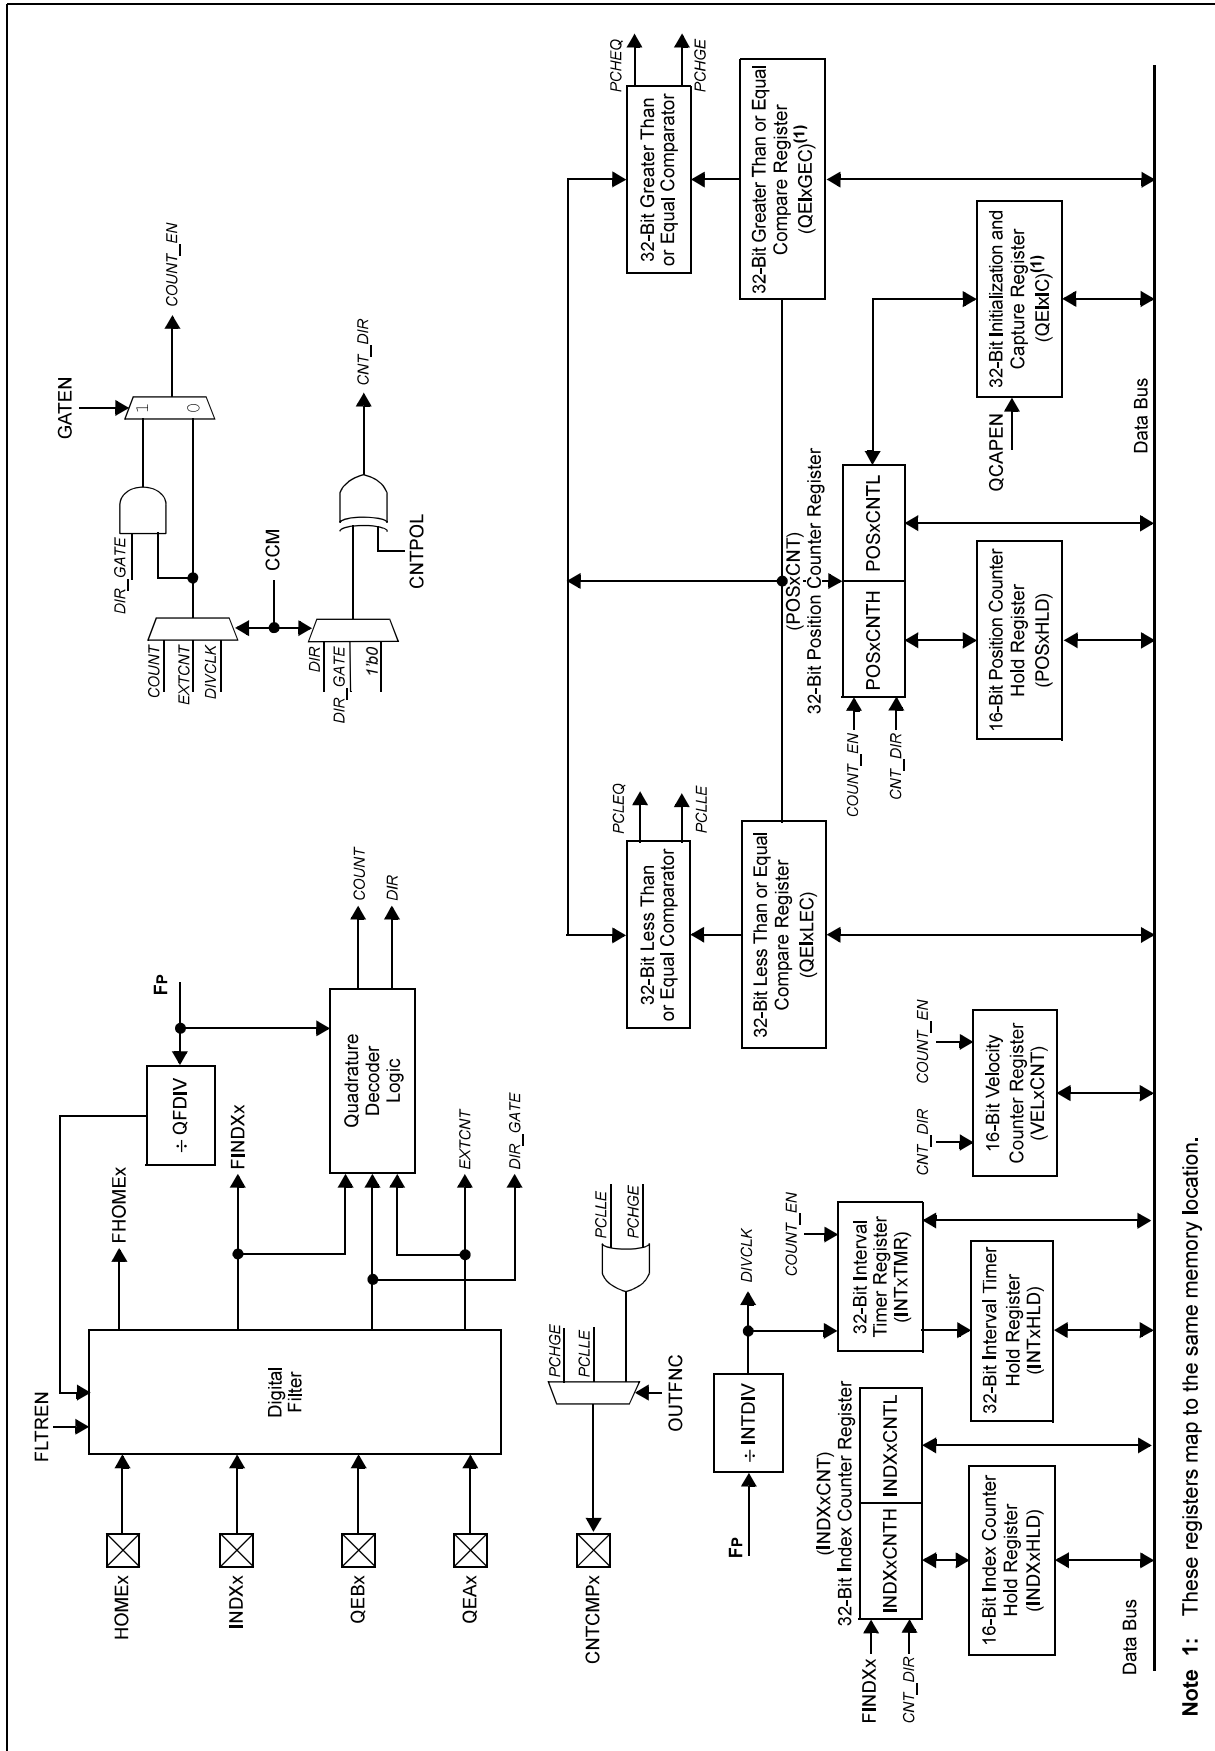 FLTREN
HOMEx
INDXx
QEBx
QEAx
Digital
Filter
FHOMEx
FINDXx
÷ QFDIV
FP
Quadrature
Decoder
Logic
COUNT
DIR
EXTCNT
DIR_GATE
COUNT
EXTCNT
DIVCLK
DIR_GATE
GATEN
1
0
COUNT_EN
CCM
DIR
DIR_GATE
1'b0
CNTPOL
CNT_DIR
CNTCMPx
PCHGE
PCLLE
OUTFNC
PCLLE
PCHGE
32-Bit Less Than
or Equal Comparator
PCLEQ
PCLLE
32-Bit Less Than or Equal
Compare Register
(QEIxLEC)
32-Bit Greater Than
or Equal Comparator
PCHEQ
PCHGE
32-Bit Greater Than or Equal
Compare Register
(QEIxGEC)(1)
FP
÷ INTDIV
DIVCLK
COUNT_EN
32-Bit Interval
Timer Register
(INTxTMR)
32-Bit Interval Timer
Hold Register
(INTxHLD)
(INDXxCNT)
32-Bit Index Counter Register
FINDXx
CNT_DIR
INDXxCNTH
INDXxCNTL
16-Bit Index Counter
Hold Register
(INDXxHLD)
CNT_DIR
COUNT_EN
16-Bit Velocity
Counter Register
(VELxCNT)
(POSxCNT)
32-Bit Position Counter Register
COUNT_EN
CNT_DIR
POSxCNTH
POSxCNTL
16-Bit Position Counter
Hold Register
(POSxHLD)
QCAPEN
32-Bit Initialization and
Capture Register
(QEIxIC)(1)
Data Bus
Data Bus
Note 1: These registers map to the same memory location.